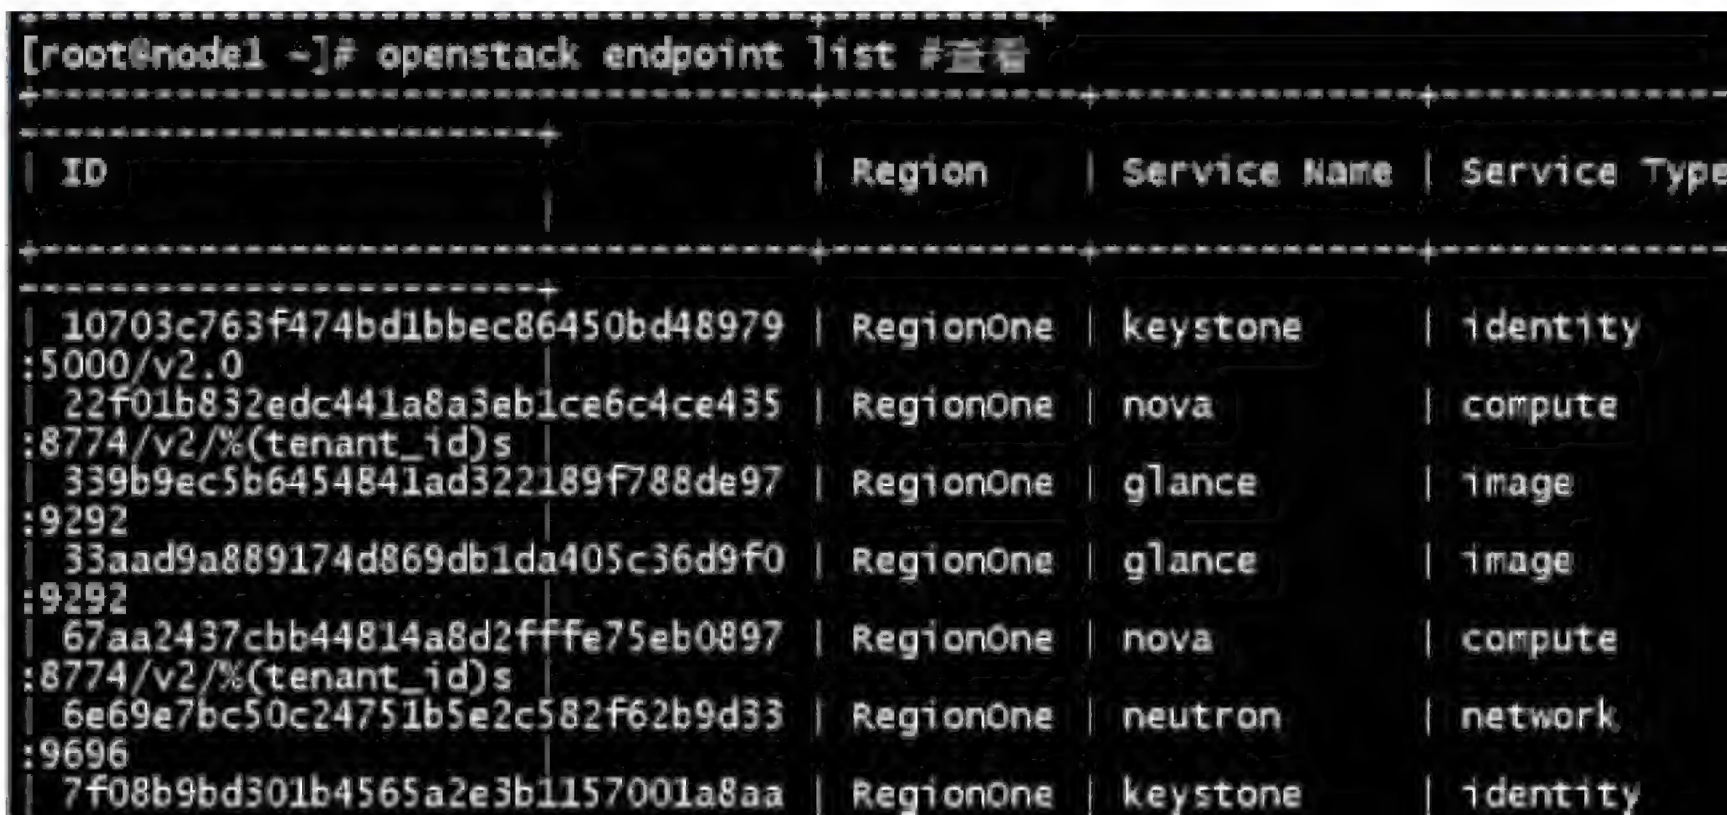 [root@node1 ~]# openstack endpoint list #查看
| ID | Region | Service Name | Service Type
| 10703c763f474bd1bbec86450bd48979 | RegionOne | keystone | identity
:5000/v2.0
| 22f01b832edc441a8a3eb1ce6c4ce435 | RegionOne | nova | compute
:8774/v2/%(tenant_id)s
| 339b9ec5b6454841ad322189f788de97 | RegionOne | glance | image
:9292
| 33aad9a889174d869db1da405c36d9f0 | RegionOne | glance | image
:9292
| 67aa2437cbb44814a8d2fffe75eb0897 | RegionOne | nova | compute
:8774/v2/%(tenant_id)s
| 6e69e7bc50c24751b5e2c582f62b9d33 | RegionOne | neutron | network
:9696
| 7f08b9bd301b4565a2e3b1157001a8aa | RegionOne | keystone | identity